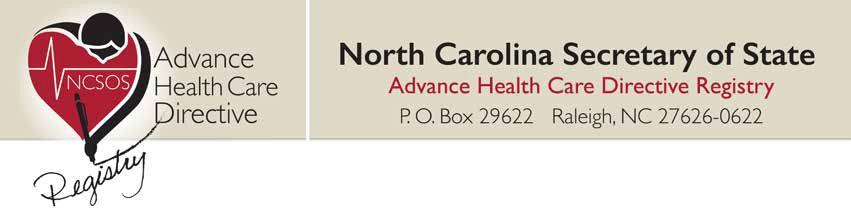 NCSOS
Advance
Health Care
Directive
Registry
North Carolina Secretary of State
Advance Health Care Directive Registry
P. O. Box 29622 Raleigh, NC 27626-0622